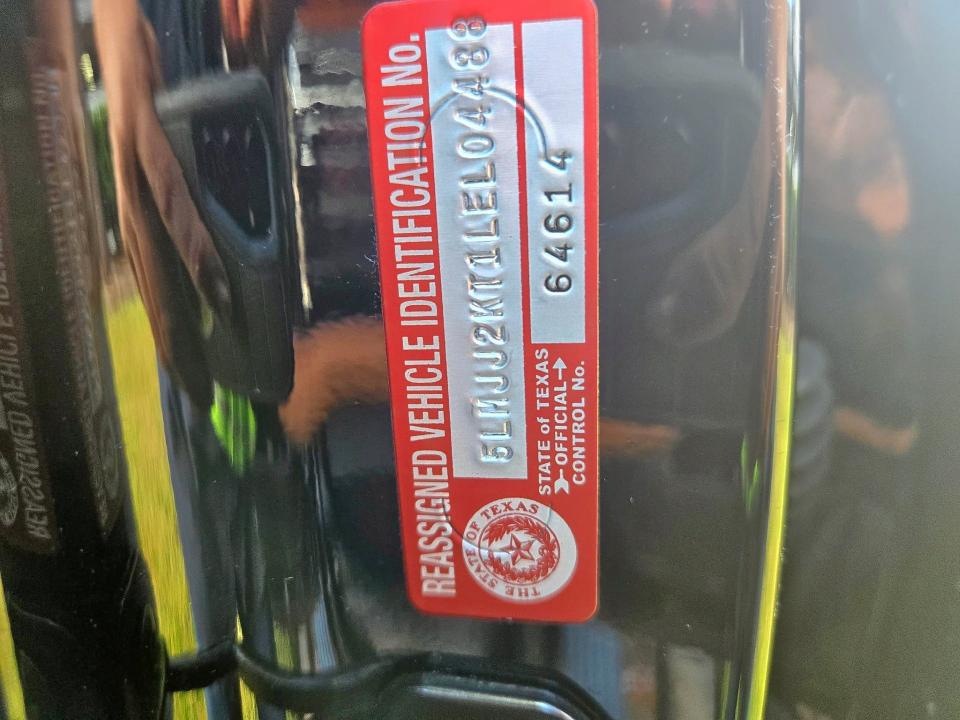 REASSIGNED VEHICLE IDENTIFICATION No.
5LMJJ2KT1LEL04488
THE STATE OF TEXAS
STATE of TEXAS
OFFICIAL
CONTROL No.
64614